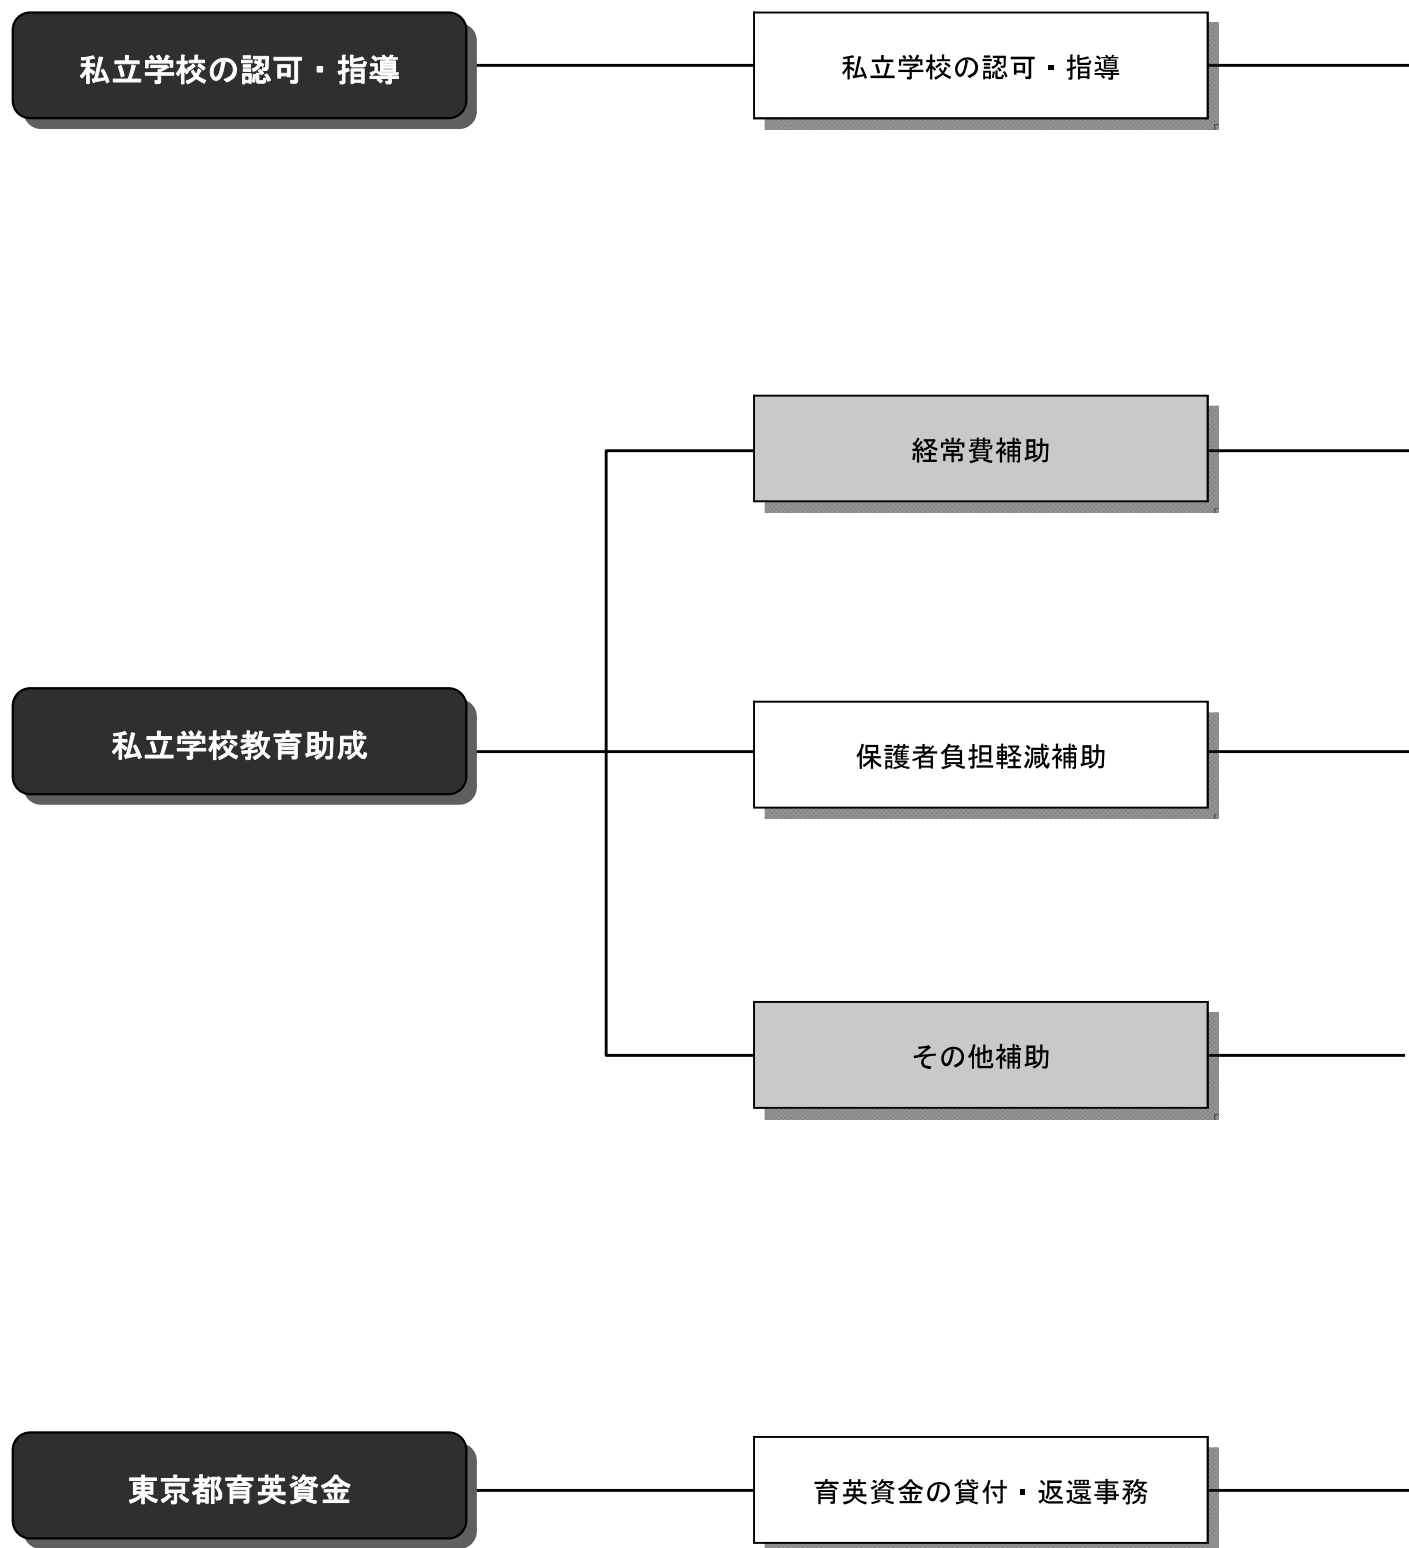 私立学校の認可・指導
私立学校の認可・指導
経常費補助
私立学校教育助成
保護者負担軽減補助
その他補助
東京都育英資金
育英資金の貸付・返還事務